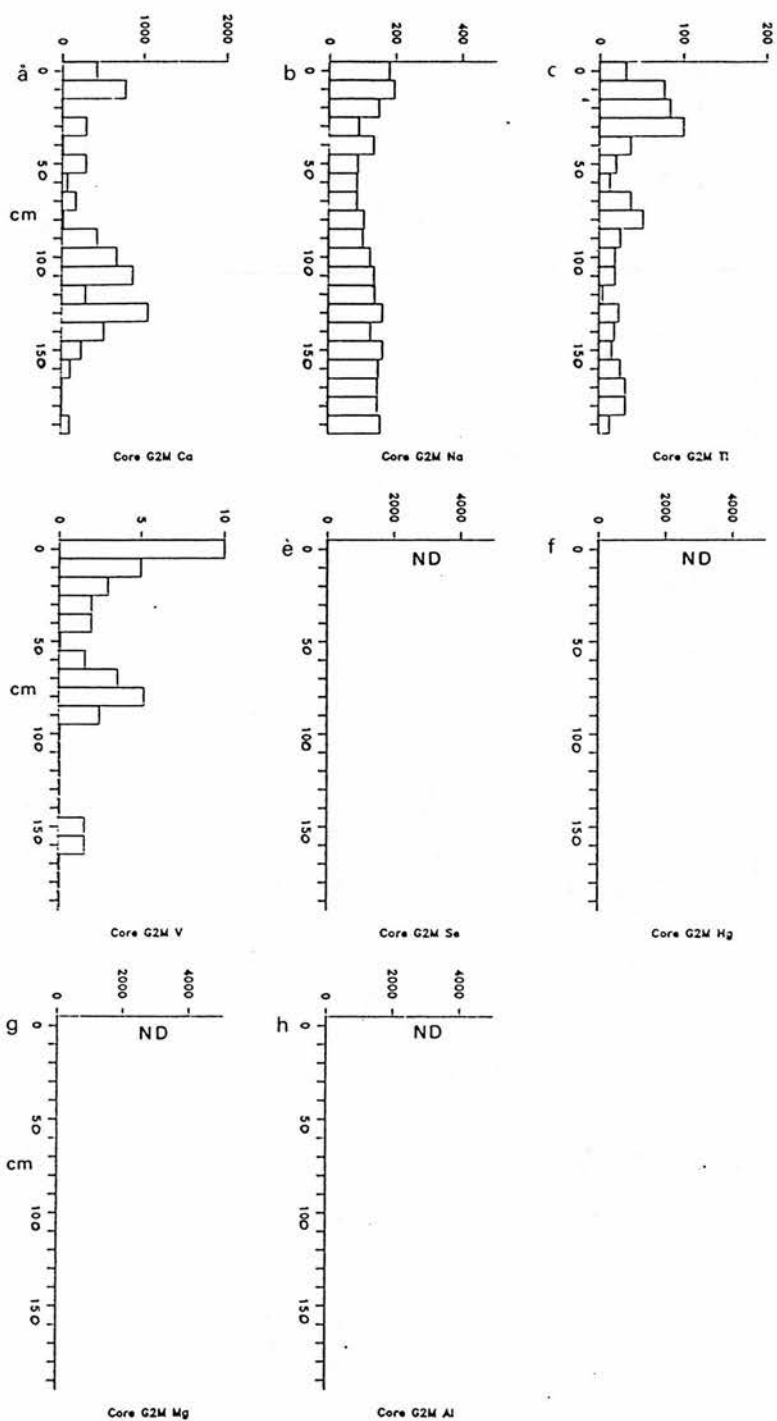 a
0
1000
2000
0
50
100
150
cm
Core G2M Ca
b
0
200
400
0
50
100
150
Core G2M Na
c
0
100
200
0
50
100
150
Core G2M Ti
0
5
10
0
50
100
150
cm
Core G2M V
e
0
2000
4000
ND
0
50
100
150
Core G2M Se
f
0
2000
4000
ND
0
50
100
150
Core G2M Hg
g
0
2000
4000
ND
0
50
100
150
cm
Core G2M Mg
h
0
2000
4000
ND
0
50
100
150
Core G2M Al